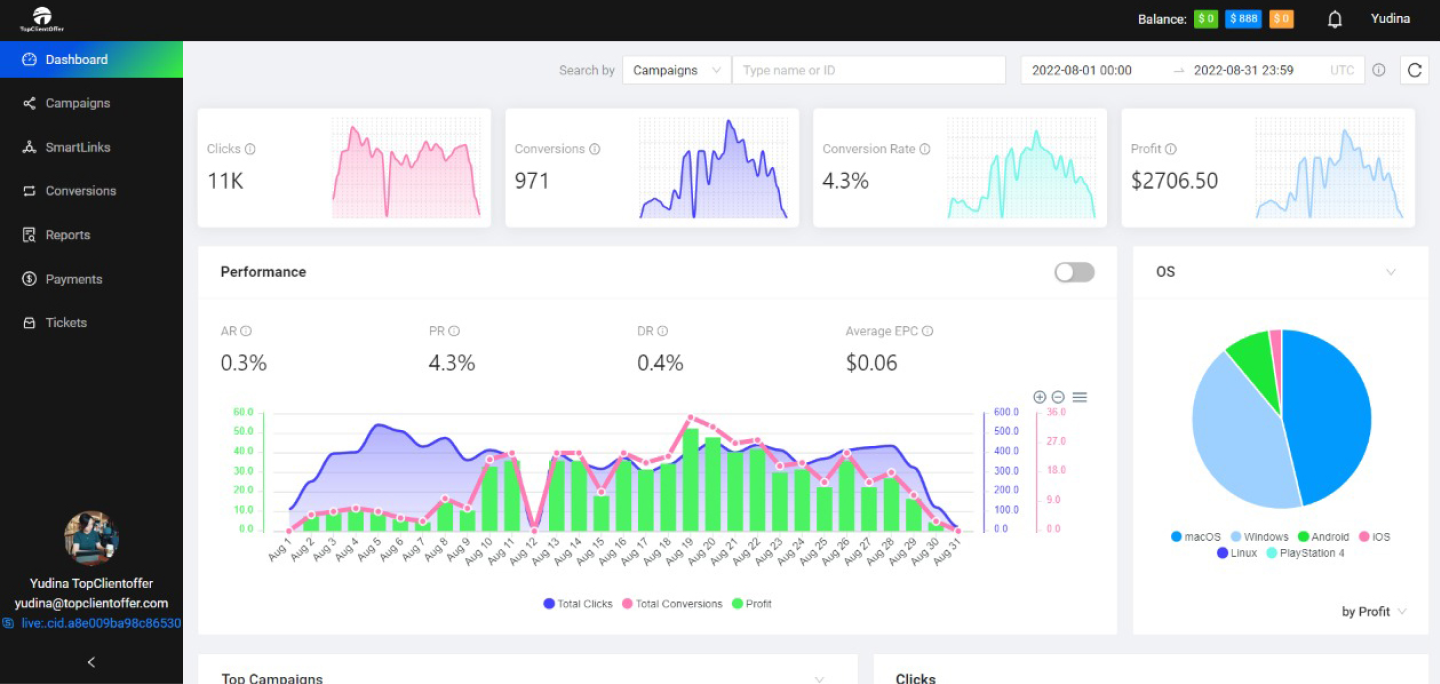 TopClientOffer
Balance: $ 0 $ 888 $ 0 Yudina
Dashboard
Campaigns
SmartLinks
Conversions
Reports
Payments
Tickets
Yudina TopClientoffer
yudina@topclientoffer.com
live:.cid.a8e009ba98c86530
Search by Campaigns Type name or ID 2022-08-01 00:00 → 2022-08-31 23:59 UTC
Clicks
11K
Conversions
971
Conversion Rate
4.3%
Profit
$2706.50
Performance
AR PR DR Average EPC
0.3% 4.3% 0.4% $0.06
60.0
50.0
40.0
30.0
20.0
10.0
0.0
600.0
500.0
400.0
300.0
200.0
100.0
0.0
36.0
27.0
18.0
9.0
0.0
Aug 1 Aug 2 Aug 3 Aug 4 Aug 5 Aug 6 Aug 7 Aug 8 Aug 9 Aug 10 Aug 11 Aug 12 Aug 13 Aug 14 Aug 15 Aug 16 Aug 17 Aug 18 Aug 19 Aug 20 Aug 21 Aug 22 Aug 23 Aug 24 Aug 25 Aug 26 Aug 27 Aug 28 Aug 29 Aug 30 Aug 31
Total Clicks Total Conversions Profit
OS
macOS Windows Android iOS
Linux PlayStation 4
by Profit
Top Campaigns
Clicks